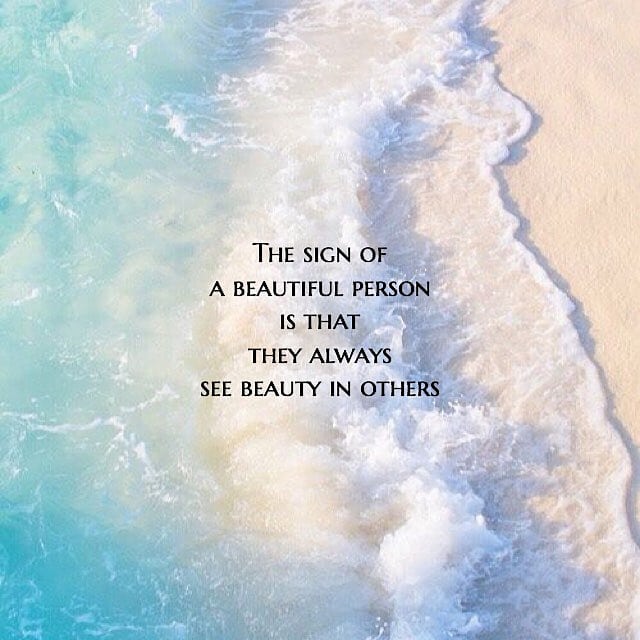 The sign of
a beautiful person
is that
they always
see beauty in others